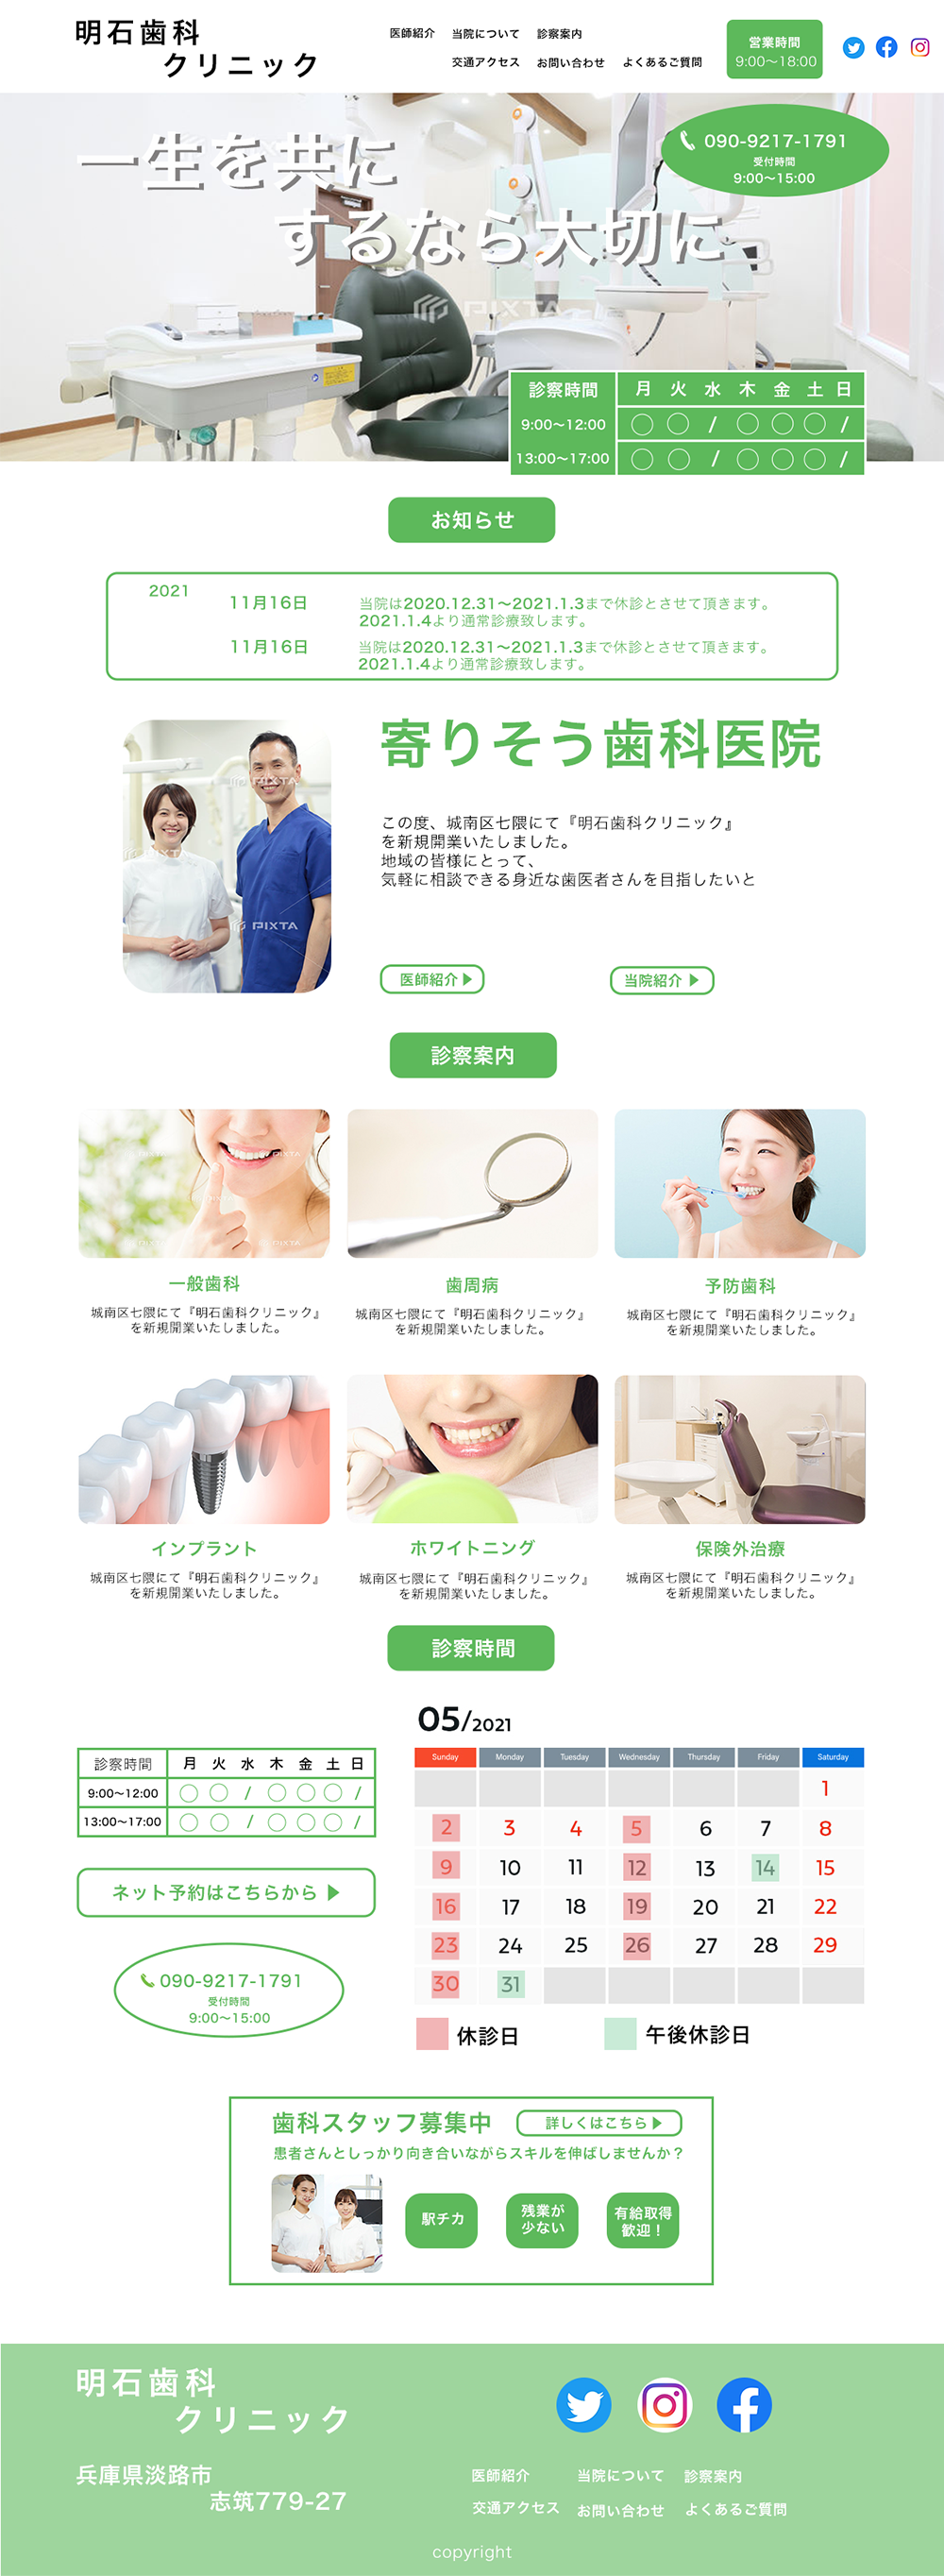 明石歯科
クリニック
医師紹介 当院について 診察案内
交通アクセス お問い合わせ よくあるご質問
営業時間
9:00〜18:00
一生を共に
するなら大切に
090-9217-1791
受付時間
9:00〜15:00
PIXTA
診察時間 月 火 水 木 金 土 日
9:00〜12:00 ◯ ◯ / ◯ ◯ ◯ /
13:00〜17:00 ◯ ◯ / ◯ ◯ ◯ /
お知らせ
2021
11月16日 当院は2020.12.31〜2021.1.3まで休診とさせて頂きます。
2021.1.4より通常診療致します。
11月16日 当院は2020.12.31〜2021.1.3まで休診とさせて頂きます。
2021.1.4より通常診療致します。
寄りそう歯科医院
PIXTA
PIXTA
PIXTA
この度、城南区七隈にて『明石歯科クリニック』
を新規開業いたしました。
地域の皆様にとって、
気軽に相談できる身近な歯医者さんを目指したいと
医師紹介▶ 当院紹介▶
診察案内
一般歯科
城南区七隈にて『明石歯科クリニック』
を新規開業いたしました。
歯周病
城南区七隈にて『明石歯科クリニック』
を新規開業いたしました。
予防歯科
城南区七隈にて『明石歯科クリニック』
を新規開業いたしました。
インプラント
城南区七隈にて『明石歯科クリニック』
を新規開業いたしました。
ホワイトニング
城南区七隈にて『明石歯科クリニック』
を新規開業いたしました。
保険外治療
城南区七隈にて『明石歯科クリニック』
を新規開業いたしました。
診察時間
診察時間 月 火 水 木 金 土 日
9:00〜12:00 ◯ ◯ / ◯ ◯ ◯ /
13:00〜17:00 ◯ ◯ / ◯ ◯ ◯ /
ネット予約はこちらから ▶
090-9217-1791
受付時間
9:00〜15:00
05/2021
Sunday Monday Tuesday Wednesday Thursday Friday Saturday
1
2 3 4 5 6 7 8
9 10 11 12 13 14 15
16 17 18 19 20 21 22
23 24 25 26 27 28 29
30 31
休診日 午後休診日
歯科スタッフ募集中 詳しくはこちら▶
患者さんとしっかり向き合いながらスキルを伸ばしませんか？
駅チカ
残業が
少ない
有給取得
歓迎！
明石歯科
クリニック
兵庫県淡路市
志筑779-27
医師紹介 当院について 診察案内
交通アクセス お問い合わせ よくあるご質問
copyright